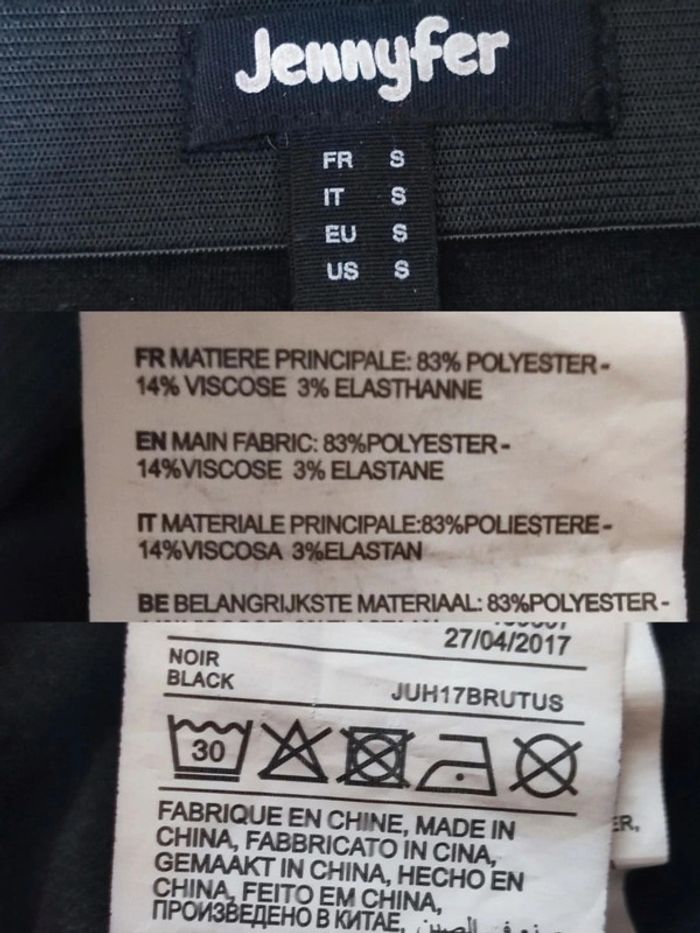 Jennyfer
FR S
IT S
EU S
US S
FR MATIERE PRINCIPALE: 83% POLYESTER-
14% VISCOSE 3% ELASTHANNE
EN MAIN FABRIC: 83%POLYESTER-
14%VISCOSE 3% ELASTANE
IT MATERIALE PRINCIPALE:83%POLIESTERE-
14%VISCOSA 3%ELASTAN
BE BELANGRIJKSTE MATERIAAL: 83%POLYESTER-
27/04/2017
NOIR
BLACK
JUH17BRUTUS
30
FABRIQUE EN CHINE, MADE IN
CHINA, FABBRICATO IN CINA,
GEMAAKT IN CHINA, HECHO EN
CHINA, FEITO EM CHINA,
ПРОИЗВЕДЕНО В КИТАЕ,
ER,